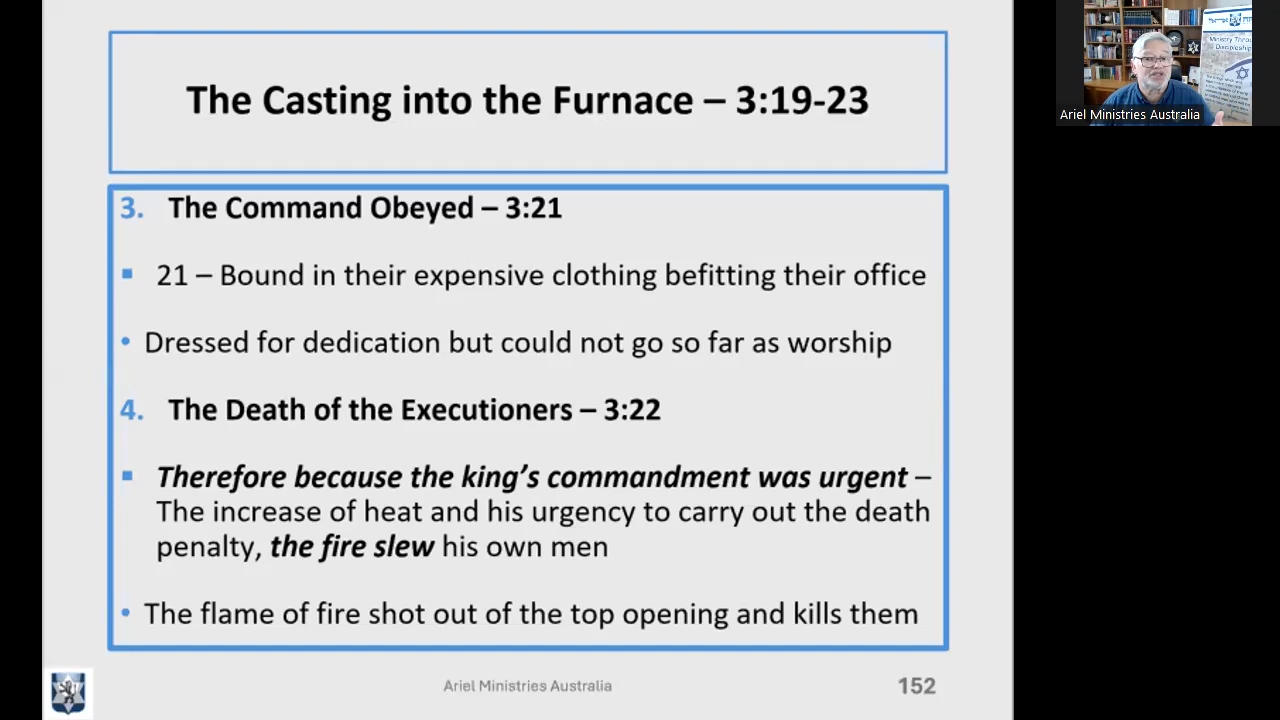 The Casting into the Furnace – 3:19-23
3. The Command Obeyed – 3:21
▪ 21 – Bound in their expensive clothing befitting their office
• Dressed for dedication but could not go so far as worship
4. The Death of the Executioners – 3:22
▪ Therefore because the king's commandment was urgent –
The increase of heat and his urgency to carry out the death
penalty, the fire slew his own men
• The flame of fire shot out of the top opening and kills them
Ariel Ministries Australia
152
Ministry Through
Discipleship
Ariel Ministries Australia